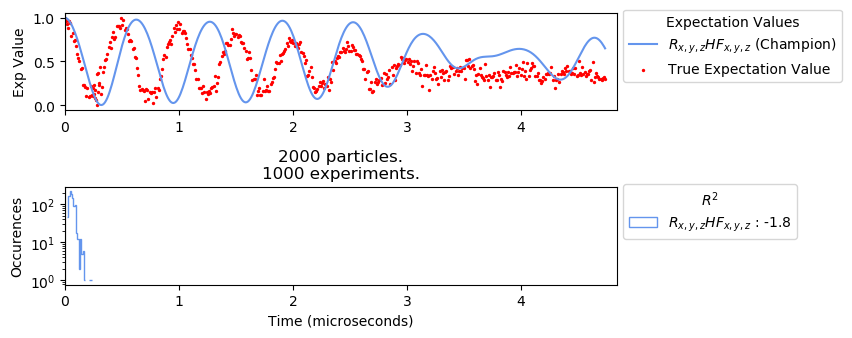 Expectation Values
R_{x,y,z}HF_{x,y,z} (Champion)
True Expectation Value
Exp Value
1.0
0.5
0.0
0 1 2 3 4
2000 particles.
1000 experiments.
R^2
R_{x,y,z}HF_{x,y,z} : -1.8
Occurences
10^2
10^1
10^0
0 1 2 3 4
Time (microseconds)